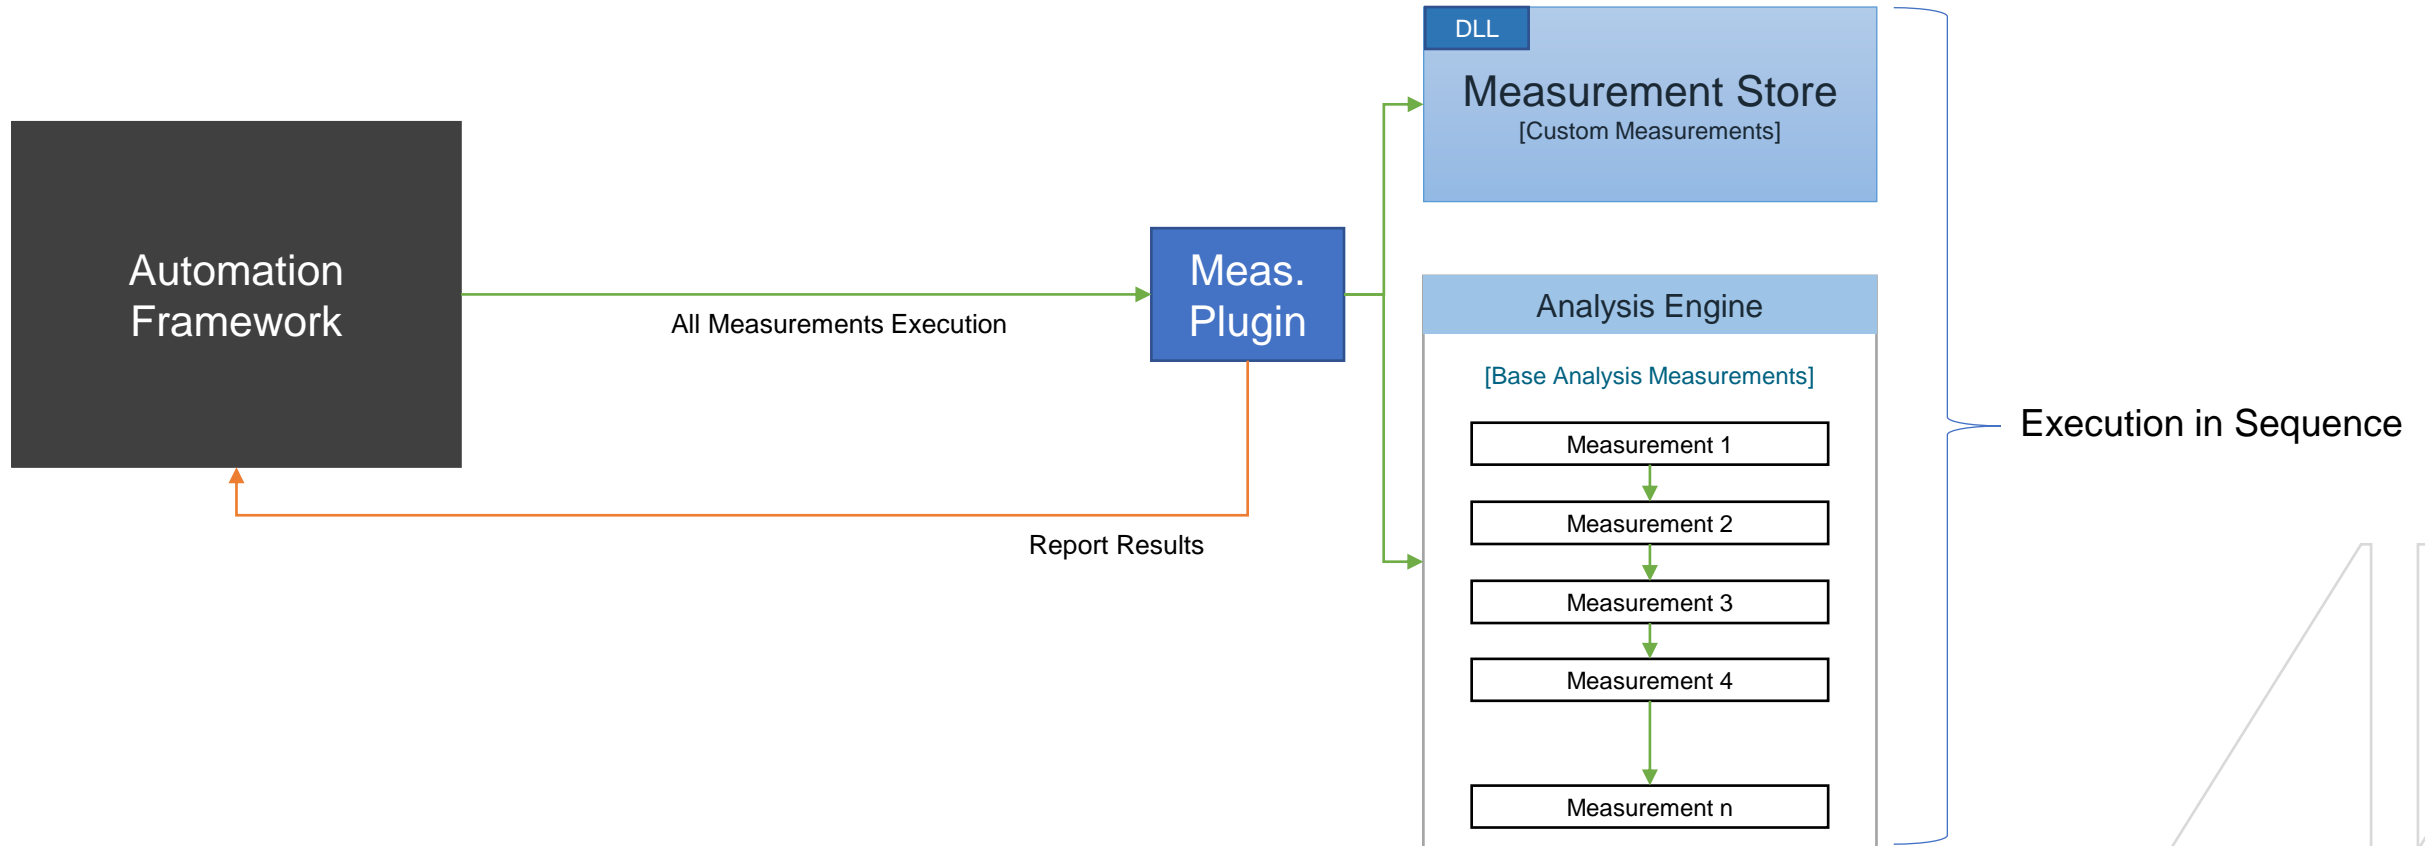 Automation
Framework
All Measurements Execution
Meas.
Plugin
Report Results
DLL
Measurement Store
[Custom Measurements]
Analysis Engine
[Base Analysis Measurements]
Measurement 1
Measurement 2
Measurement 3
Measurement 4
Measurement n
Execution in Sequence